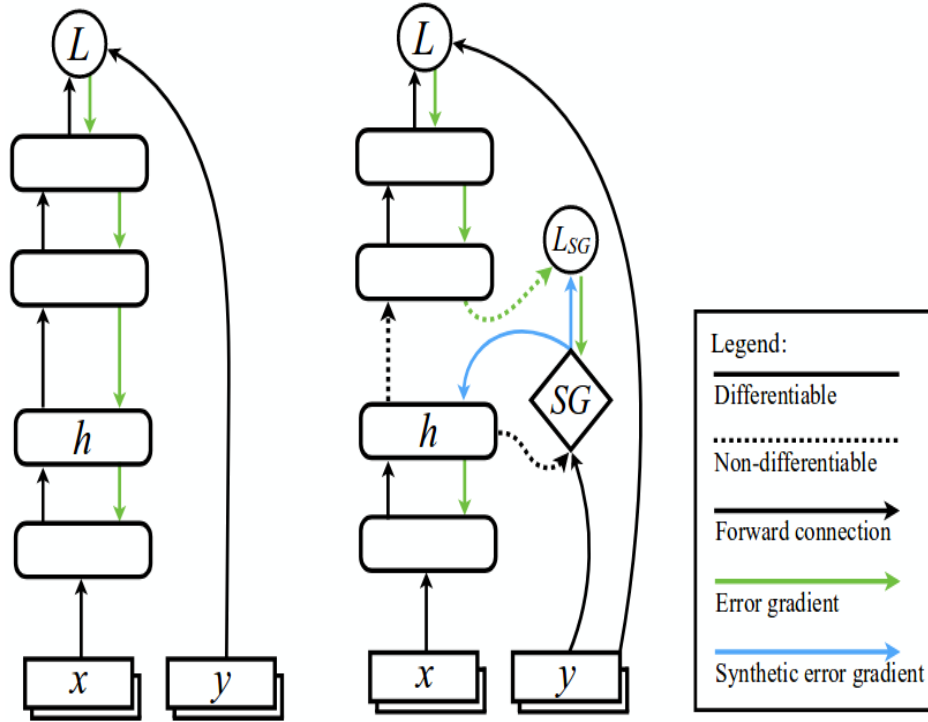 L
h
x
y
L
L_SG
SG
h
x
y
Legend:
Differentiable
Non-differentiable
Forward connection
Error gradient
Synthetic error gradient